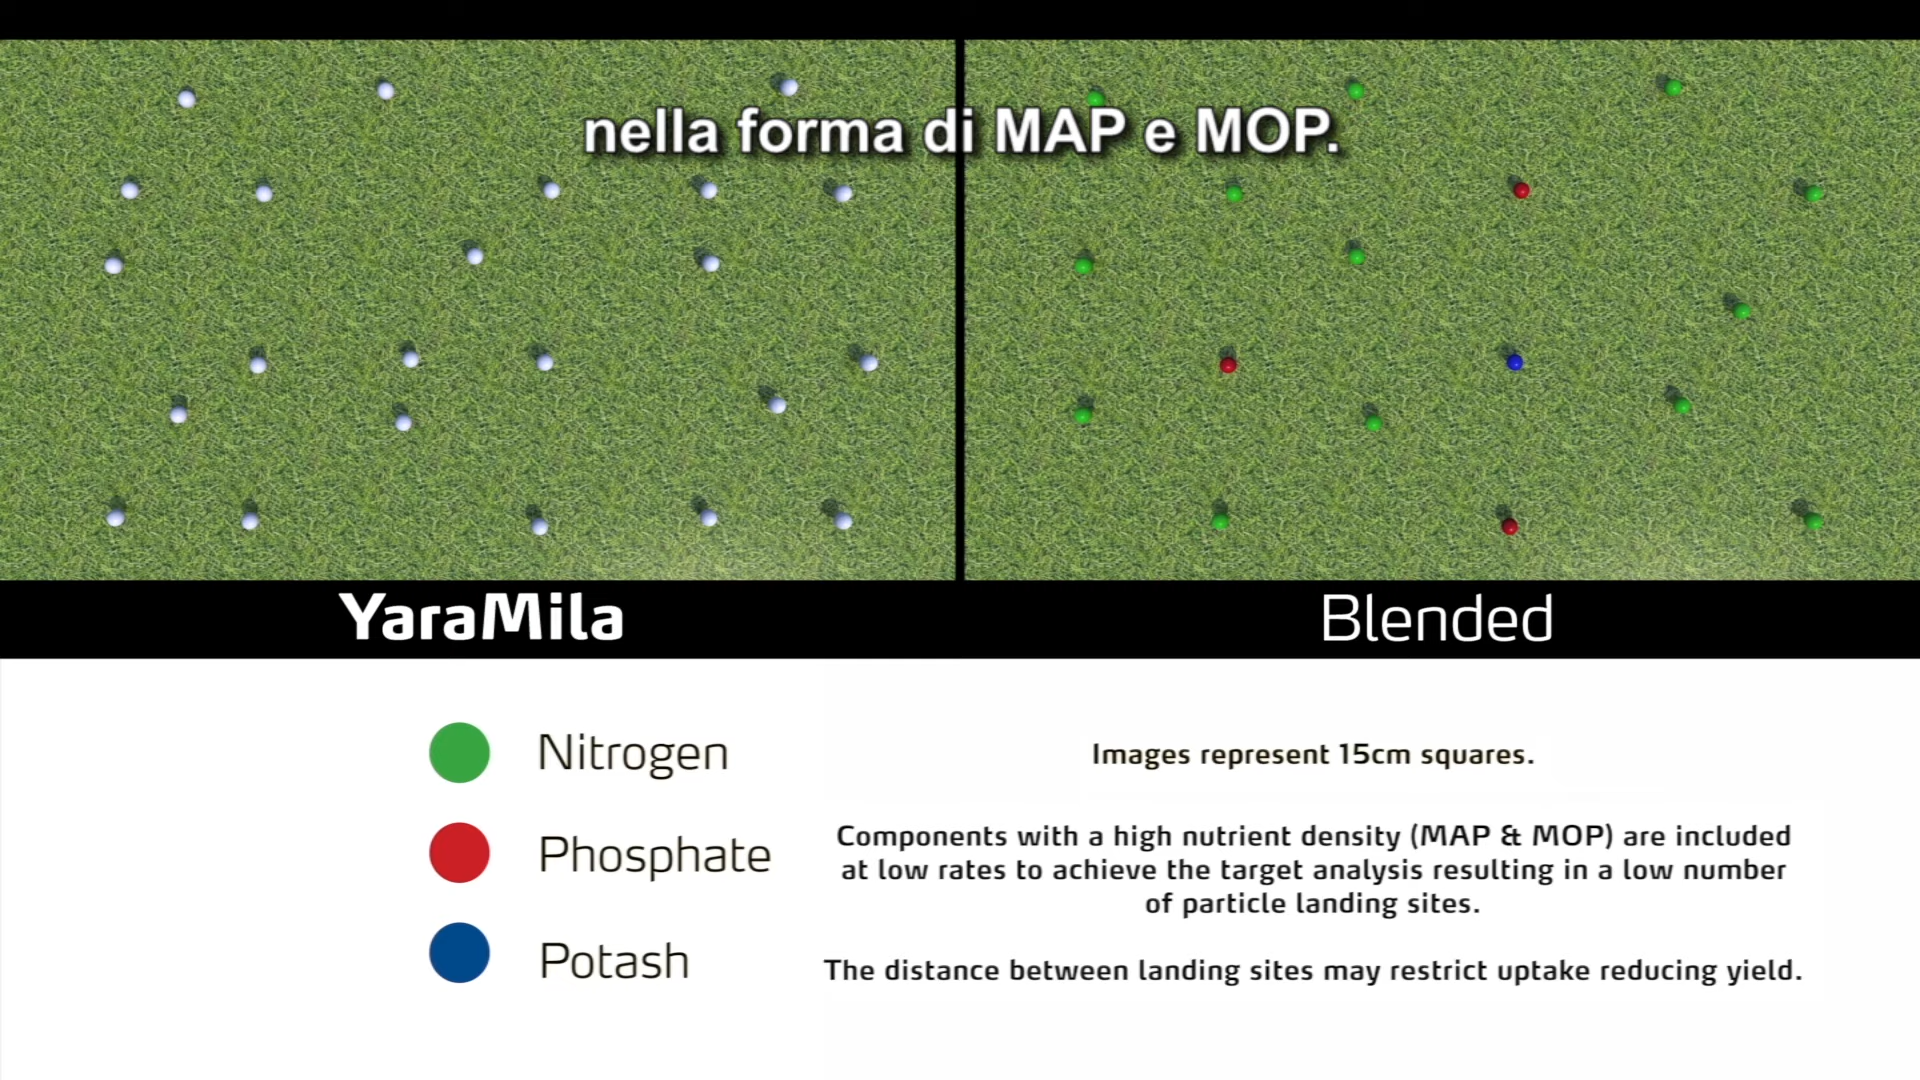 nella forma di MAP e MOP.
YaraMila
Blended
Nitrogen
Phosphate
Potash
Images represent 15cm squares.
Components with a high nutrient density (MAP & MOP) are included
at low rates to achieve the target analysis resulting in a low number
of particle landing sites.
The distance between landing sites may restrict uptake reducing yield.